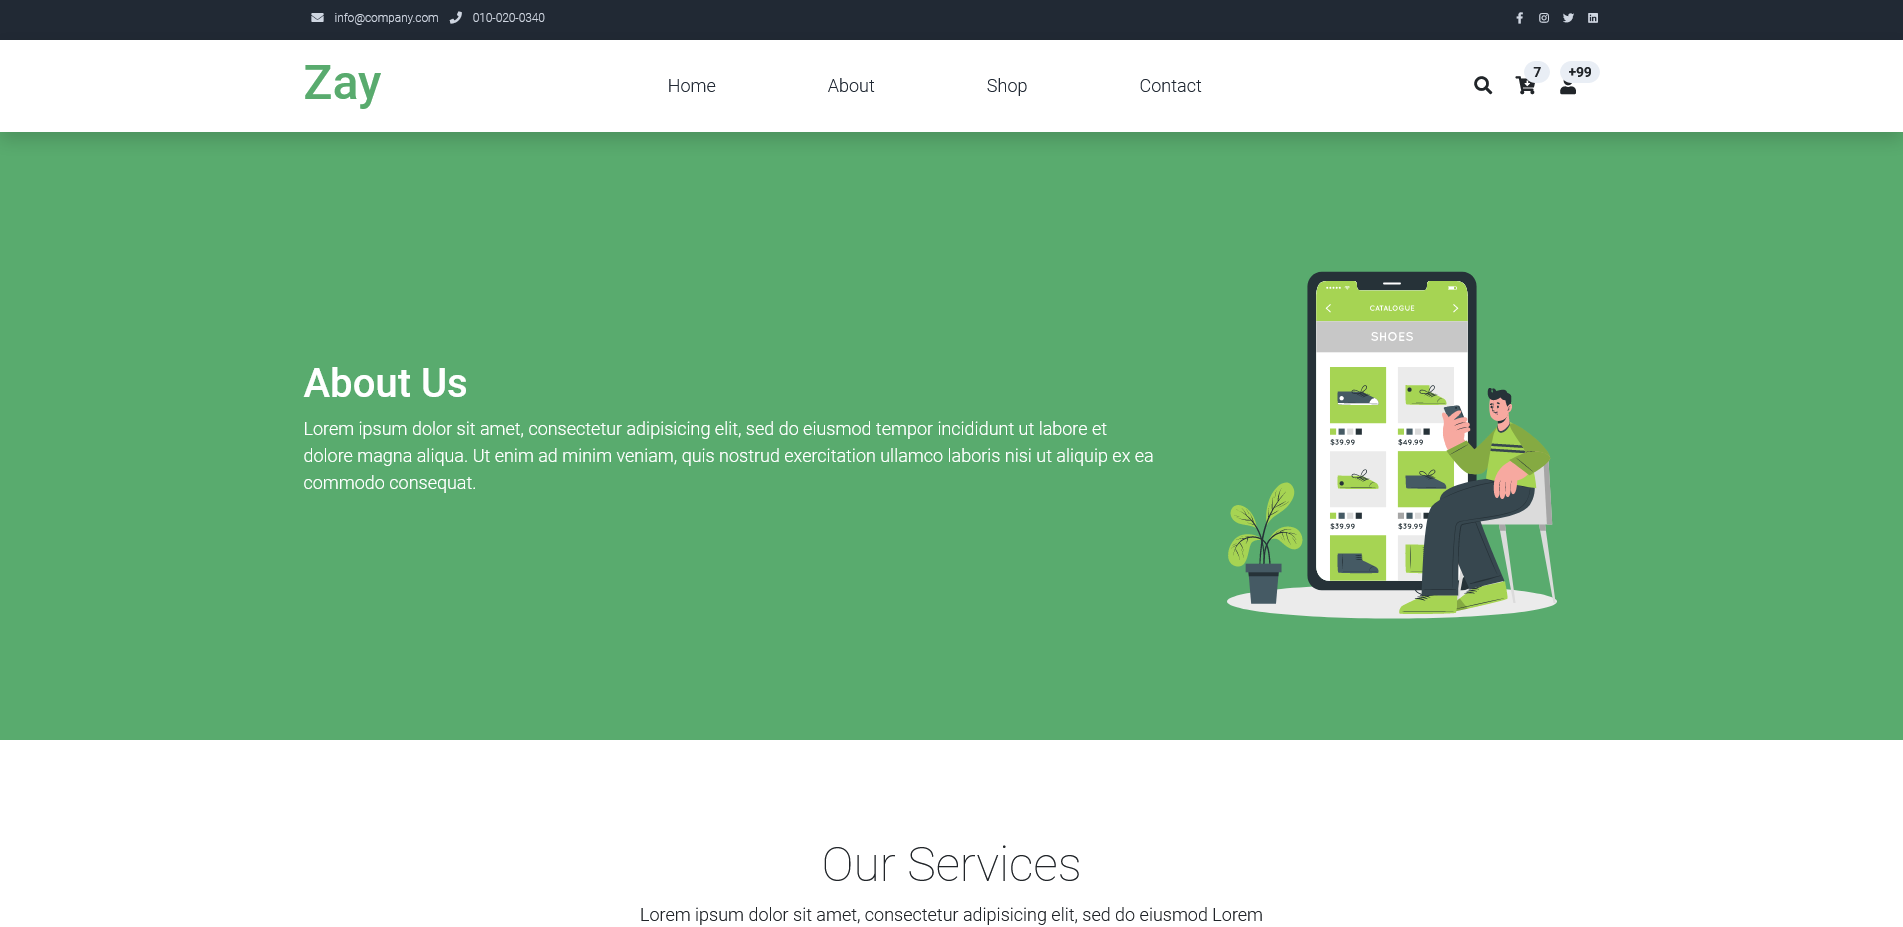 info@company.com 010-020-0340
Zay Home About Shop Contact 7 +99
CATALOGUE
SHOES
$39.99 $49.99
$39.99 $39.99
About Us
Lorem ipsum dolor sit amet, consectetur adipisicing elit, sed do eiusmod tempor incididunt ut labore et
dolore magna aliqua. Ut enim ad minim veniam, quis nostrud exercitation ullamco laboris nisi ut aliquip ex ea
commodo consequat.
Our Services
Lorem ipsum dolor sit amet, consectetur adipisicing elit, sed do eiusmod Lorem